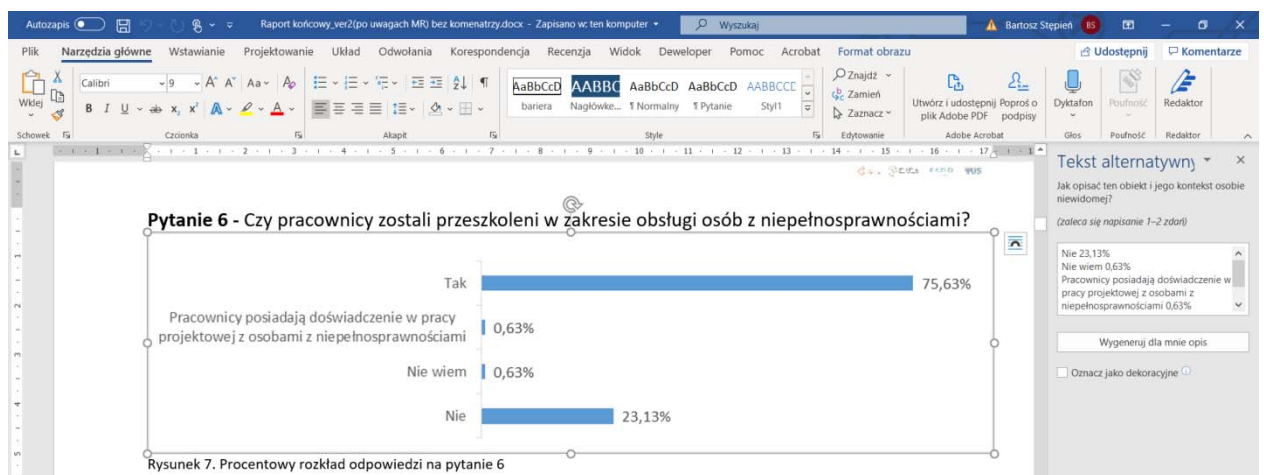 Autozapis
Raport końcowy_ver2(po uwagach MR) bez komenatrzy.docx - Zapisano w: ten komputer
Wyszukaj
Bartosz Stępień BS
Plik Narzędzia główne Wstawianie Projektowanie Układ Odwołania Korespondencja Recenzja Widok Deweloper Pomoc Acrobat Format obrazu
Udostępnij Komentarze
Wklej
Calibri 9
AaBbCcD AABBC AaBbCcD AaBbCcD AABBCCC
bariera Nagłówke... ¶ Normalny ¶ Pytanie Styl1
Znajdź
Zamień
Zaznacz
Utwórz i udostępnij
plik Adobe PDF
Poproś o
podpisy
Dyktafon
Poufność
Redaktor
Schowek Czcionka Akapit Style Edytowanie Adobe Acrobat Głos Poufność Redaktor
Pytanie 6 - Czy pracownicy zostali przeszkoleni w zakresie obsługi osób z niepełnosprawnościami?
Tak 75,63%
Pracownicy posiadają doświadczenie w pracy
projektowej z osobami z niepełnosprawnościami 0,63%
Nie wiem 0,63%
Nie 23,13%
Rysunek 7. Procentowy rozkład odpowiedzi na pytanie 6
Tekst alternatywny
Jak opisać ten obiekt i jego kontekst osobie
niewidomej?
(zaleca się napisanie 1–2 zdań)
Nie 23,13%
Nie wiem 0,63%
Pracownicy posiadają doświadczenie w
pracy projektowej z osobami z
niepełnosprawnościami 0,63%
Wygeneruj dla mnie opis
Oznacz jako dekoracyjne